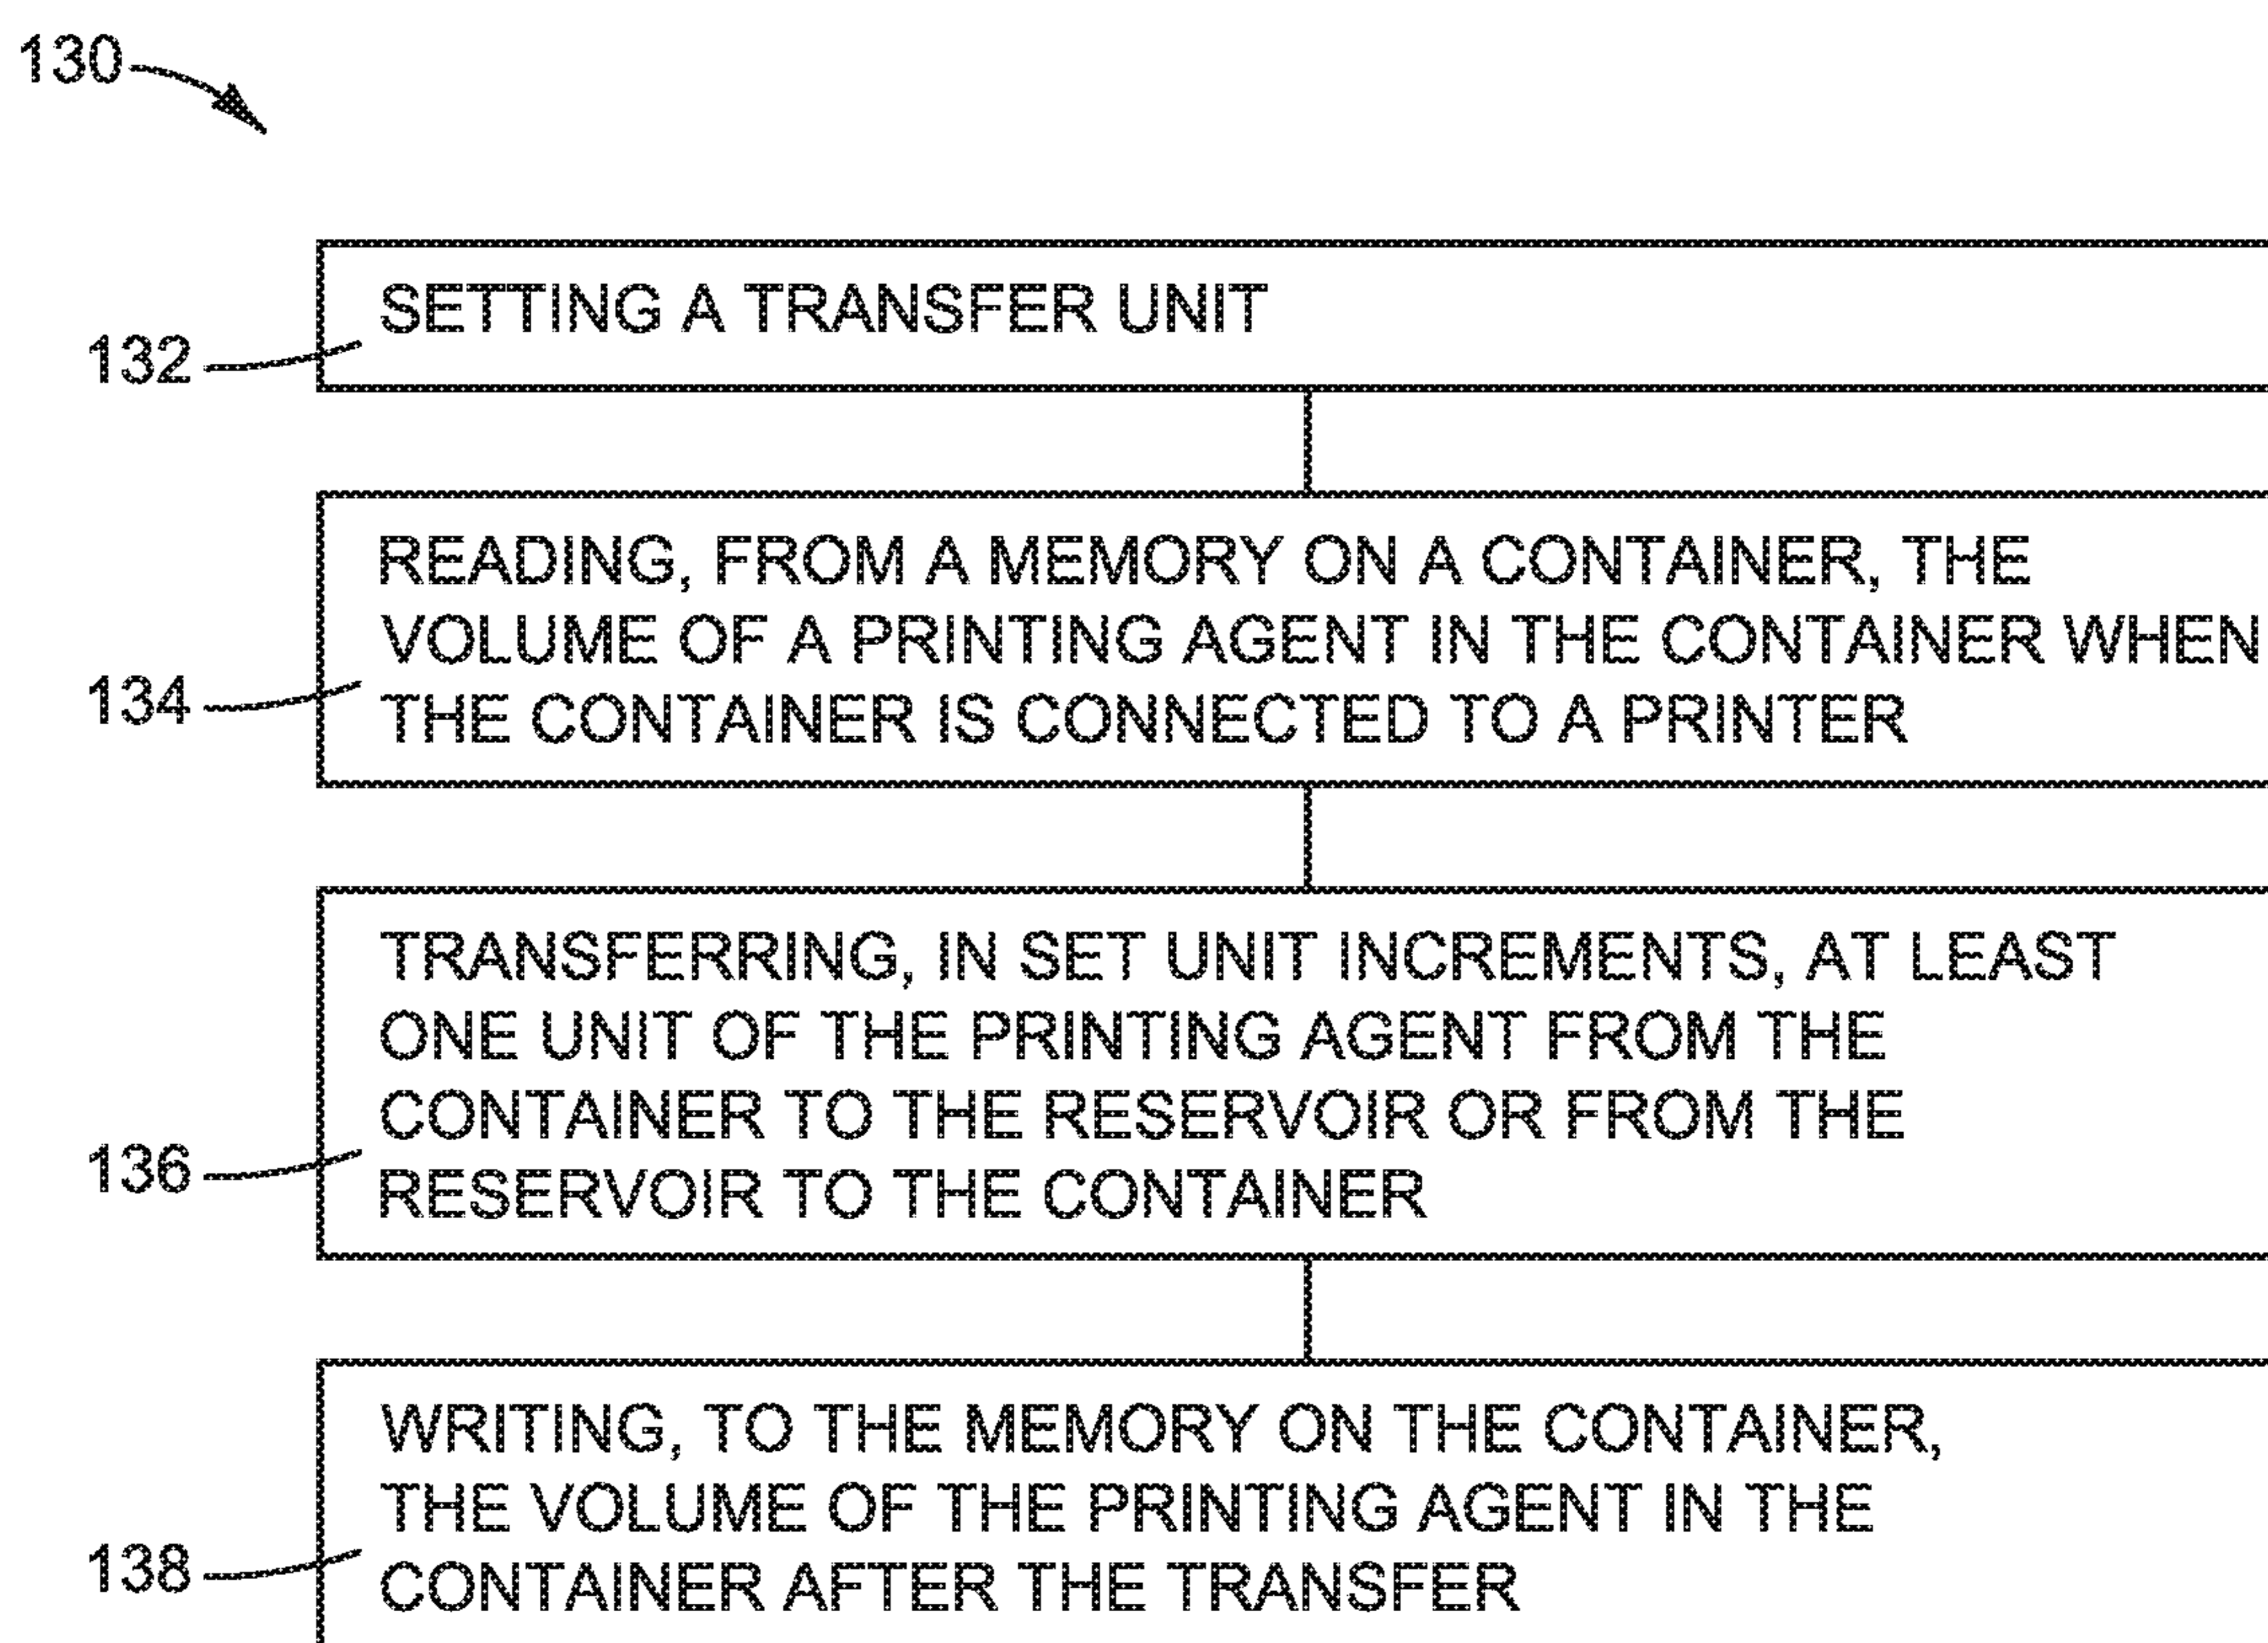 130
SETTING A TRANSFER UNIT
132
READING, FROM A MEMORY ON A CONTAINER, THE
VOLUME OF A PRINTING AGENT IN THE CONTAINER WHEN
134
THE CONTAINER IS CONNECTED TO A PRINTER
TRANSFERRING, IN SET UNIT INCREMENTS, AT LEAST
ONE UNIT OF THE PRINTING AGENT FROM THE
CONTAINER TO THE RESERVOIR OR FROM THE
136
RESERVOIR TO THE CONTAINER
WRITING, TO THE MEMORY ON THE CONTAINER,
THE VOLUME OF THE PRINTING AGENT IN THE
138
CONTAINER AFTER THE TRANSFER